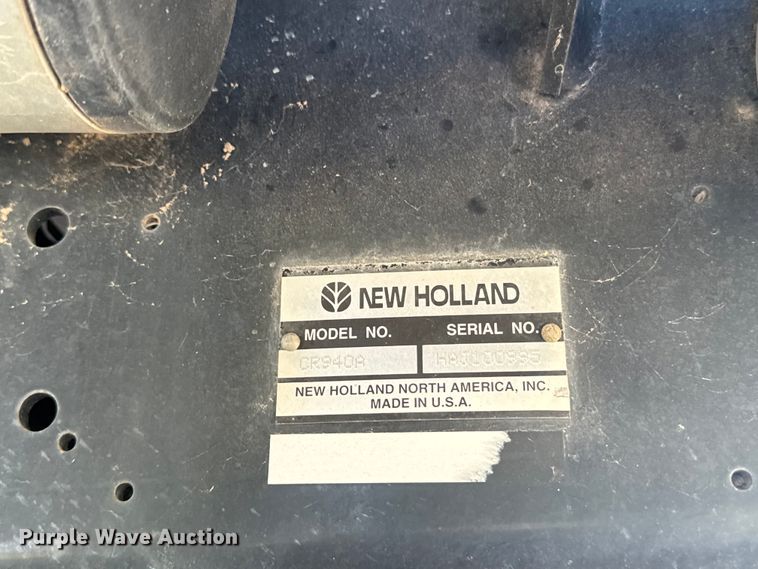 NEW HOLLAND
MODEL NO. SERIAL NO.
CR940A
NEW HOLLAND NORTH AMERICA, INC.
MADE IN U.S.A.
Purple Wave Auction